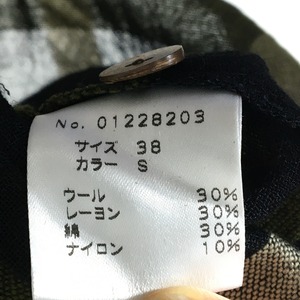 No. 01228203
サイズ 38
カラー S
ウール 30%
レーヨン 30%
綿 30%
ナイロン 10%